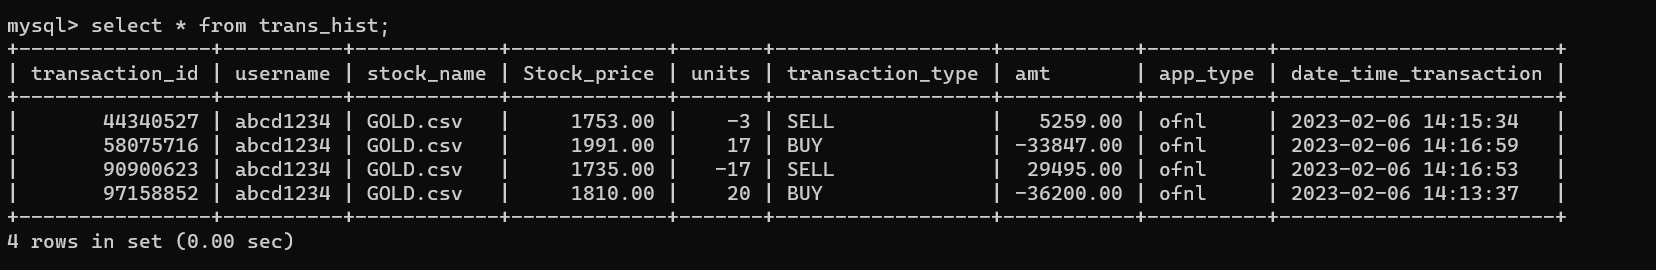 mysql> select * from trans_hist;
+----------------+----------+------------+-------------+-------+------------------+-----------+----------+-----------------------+
| transaction_id | username | stock_name | Stock_price | units | transaction_type | amt       | app_type | date_time_transaction |
+----------------+----------+------------+-------------+-------+------------------+-----------+----------+-----------------------+
|       44340527 | abcd1234 | GOLD.csv   |     1753.00 |    -3 | SELL             |   5259.00 | ofnl     | 2023-02-06 14:15:34   |
|       58075716 | abcd1234 | GOLD.csv   |     1991.00 |    17 | BUY              | -33847.00 | ofnl     | 2023-02-06 14:16:59   |
|       90900623 | abcd1234 | GOLD.csv   |     1735.00 |   -17 | SELL             |  29495.00 | ofnl     | 2023-02-06 14:16:53   |
|       97158852 | abcd1234 | GOLD.csv   |     1810.00 |    20 | BUY              | -36200.00 | ofnl     | 2023-02-06 14:13:37   |
+----------------+----------+------------+-------------+-------+------------------+-----------+----------+-----------------------+
4 rows in set (0.00 sec)